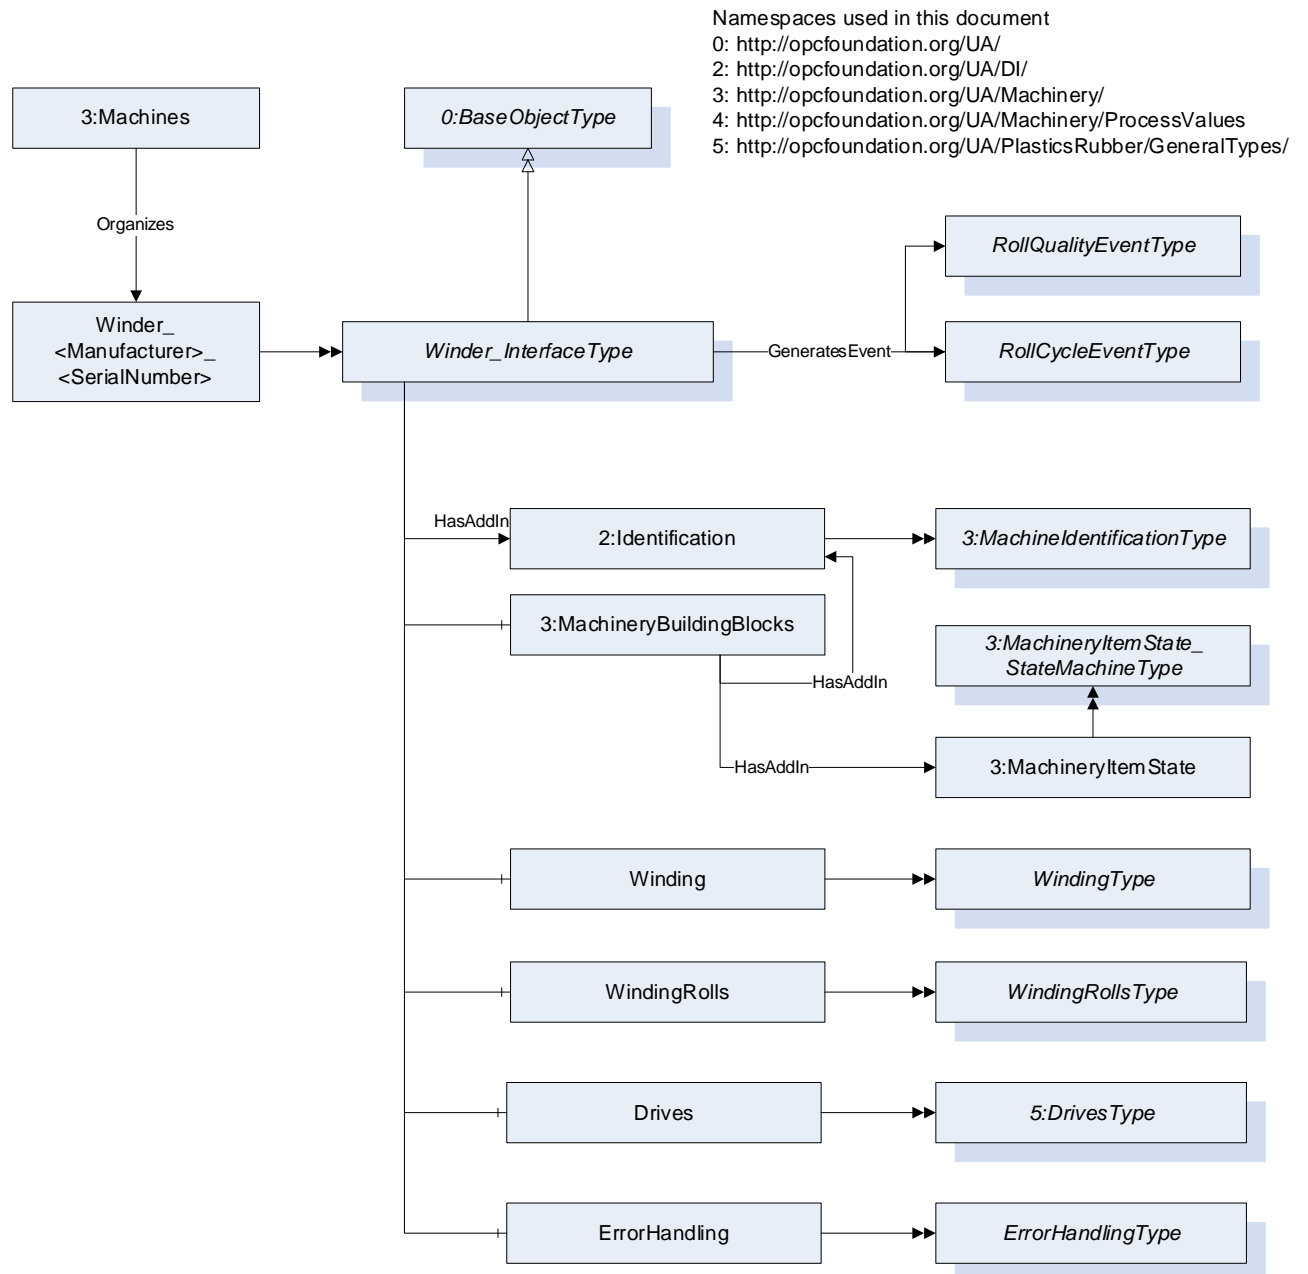 Namespaces used in this document
0: http://opcfoundation.org/UA/
2: http://opcfoundation.org/UA/DI/
3: http://opcfoundation.org/UA/Machinery/
4: http://opcfoundation.org/UA/Machinery/ProcessValues
5: http://opcfoundation.org/UA/PlasticsRubber/GeneralTypes/
3:Machines
0:BaseObjectType
Organizes
RollQualityEventType
Winder_
<Manufacturer>_
<SerialNumber>
Winder_InterfaceType
GeneratesEvent
RollCycleEventType
HasAddIn
2:Identification
3:MachineIdentificationType
3:MachineryBuildingBlocks
3:MachineryItemState_
StateMachineType
HasAddIn
HasAddIn
3:MachineryItemState
Winding
WindingType
WindingRolls
WindingRollsType
Drives
5:DrivesType
ErrorHandling
ErrorHandlingType